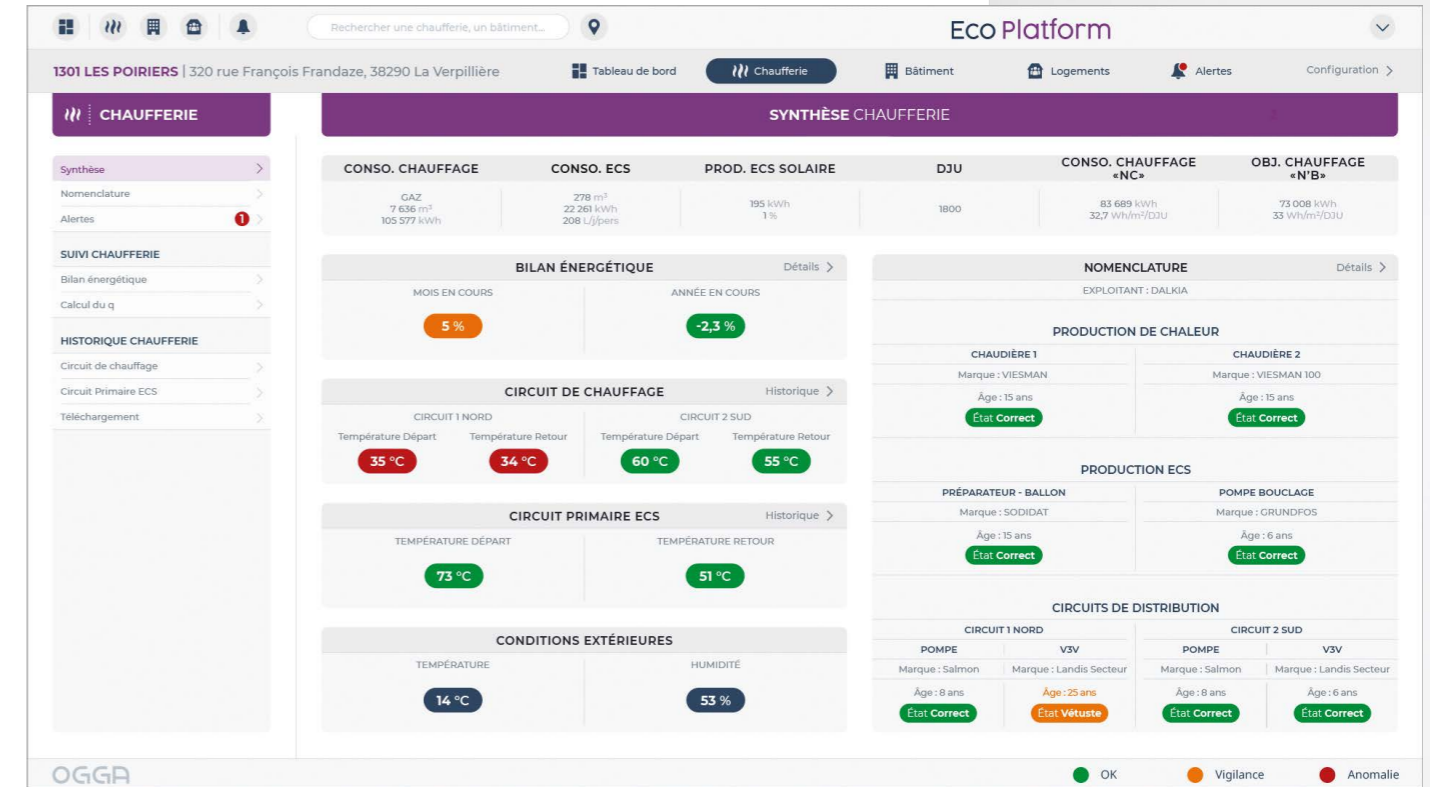 Rechercher une chaufferie, un bâtiment...
Eco Platform
1301 LES POIRIERS | 320 rue François Frandaze, 38290 La Verpillière
Tableau de bord
Chaufferie
Bâtiment
Logements
Alertes
Configuration >
CHAUFFERIE
Synthèse >
Nomenclature >
Alertes 1 >
SUIVI CHAUFFERIE
Bilan énergétique >
Calcul du q >
HISTORIQUE CHAUFFERIE
Circuit de chauffage >
Circuit Primaire ECS >
Téléchargement >
SYNTHÈSE CHAUFFERIE
CONSO. CHAUFFAGE
GAZ
7 636 m³
105 577 kWh
CONSO. ECS
278 m³
22 261 kWh
208 L/j/pers
PROD. ECS SOLAIRE
195 kWh
1 %
DJU
1800
CONSO. CHAUFFAGE
«NC»
83 689 kWh
32,7 Wh/m²/DJU
OBJ. CHAUFFAGE
«N'B»
73 008 kWh
33 Wh/m²/DJU
BILAN ÉNERGÉTIQUE Détails >
MOIS EN COURS ANNÉE EN COURS
5 % -2,3 %
CIRCUIT DE CHAUFFAGE Historique >
CIRCUIT 1 NORD CIRCUIT 2 SUD
Température Départ Température Retour Température Départ Température Retour
35 °C 34 °C 60 °C 55 °C
CIRCUIT PRIMAIRE ECS Historique >
TEMPÉRATURE DÉPART TEMPÉRATURE RETOUR
73 °C 51 °C
CONDITIONS EXTÉRIEURES
TEMPÉRATURE HUMIDITÉ
14 °C 53 %
NOMENCLATURE Détails >
EXPLOITANT : DALKIA
PRODUCTION DE CHALEUR
CHAUDIÈRE 1 CHAUDIÈRE 2
Marque : VIESMAN Marque : VIESMAN 100
Âge : 15 ans Âge : 15 ans
État Correct État Correct
PRODUCTION ECS
PRÉPARATEUR - BALLON POMPE BOUCLAGE
Marque : SODIDAT Marque : GRUNDFOS
Âge : 15 ans Âge : 6 ans
État Correct État Correct
CIRCUITS DE DISTRIBUTION
CIRCUIT 1 NORD CIRCUIT 2 SUD
POMPE V3V POMPE V3V
Marque : Salmon Marque : Landis Secteur Marque : Salmon Marque : Landis Secteur
Âge : 8 ans Âge : 25 ans Âge : 8 ans Âge : 6 ans
État Correct État Vétuste État Correct État Correct
OGGA
OK Vigilance Anomalie